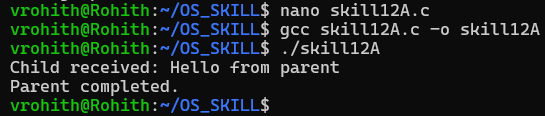 vrohith@Rohith:~/OS_SKILL$ nano skill12A.c
vrohith@Rohith:~/OS_SKILL$ gcc skill12A.c -o skill12A
vrohith@Rohith:~/OS_SKILL$ ./skill12A
Child received: Hello from parent
Parent completed.
vrohith@Rohith:~/OS_SKILL$